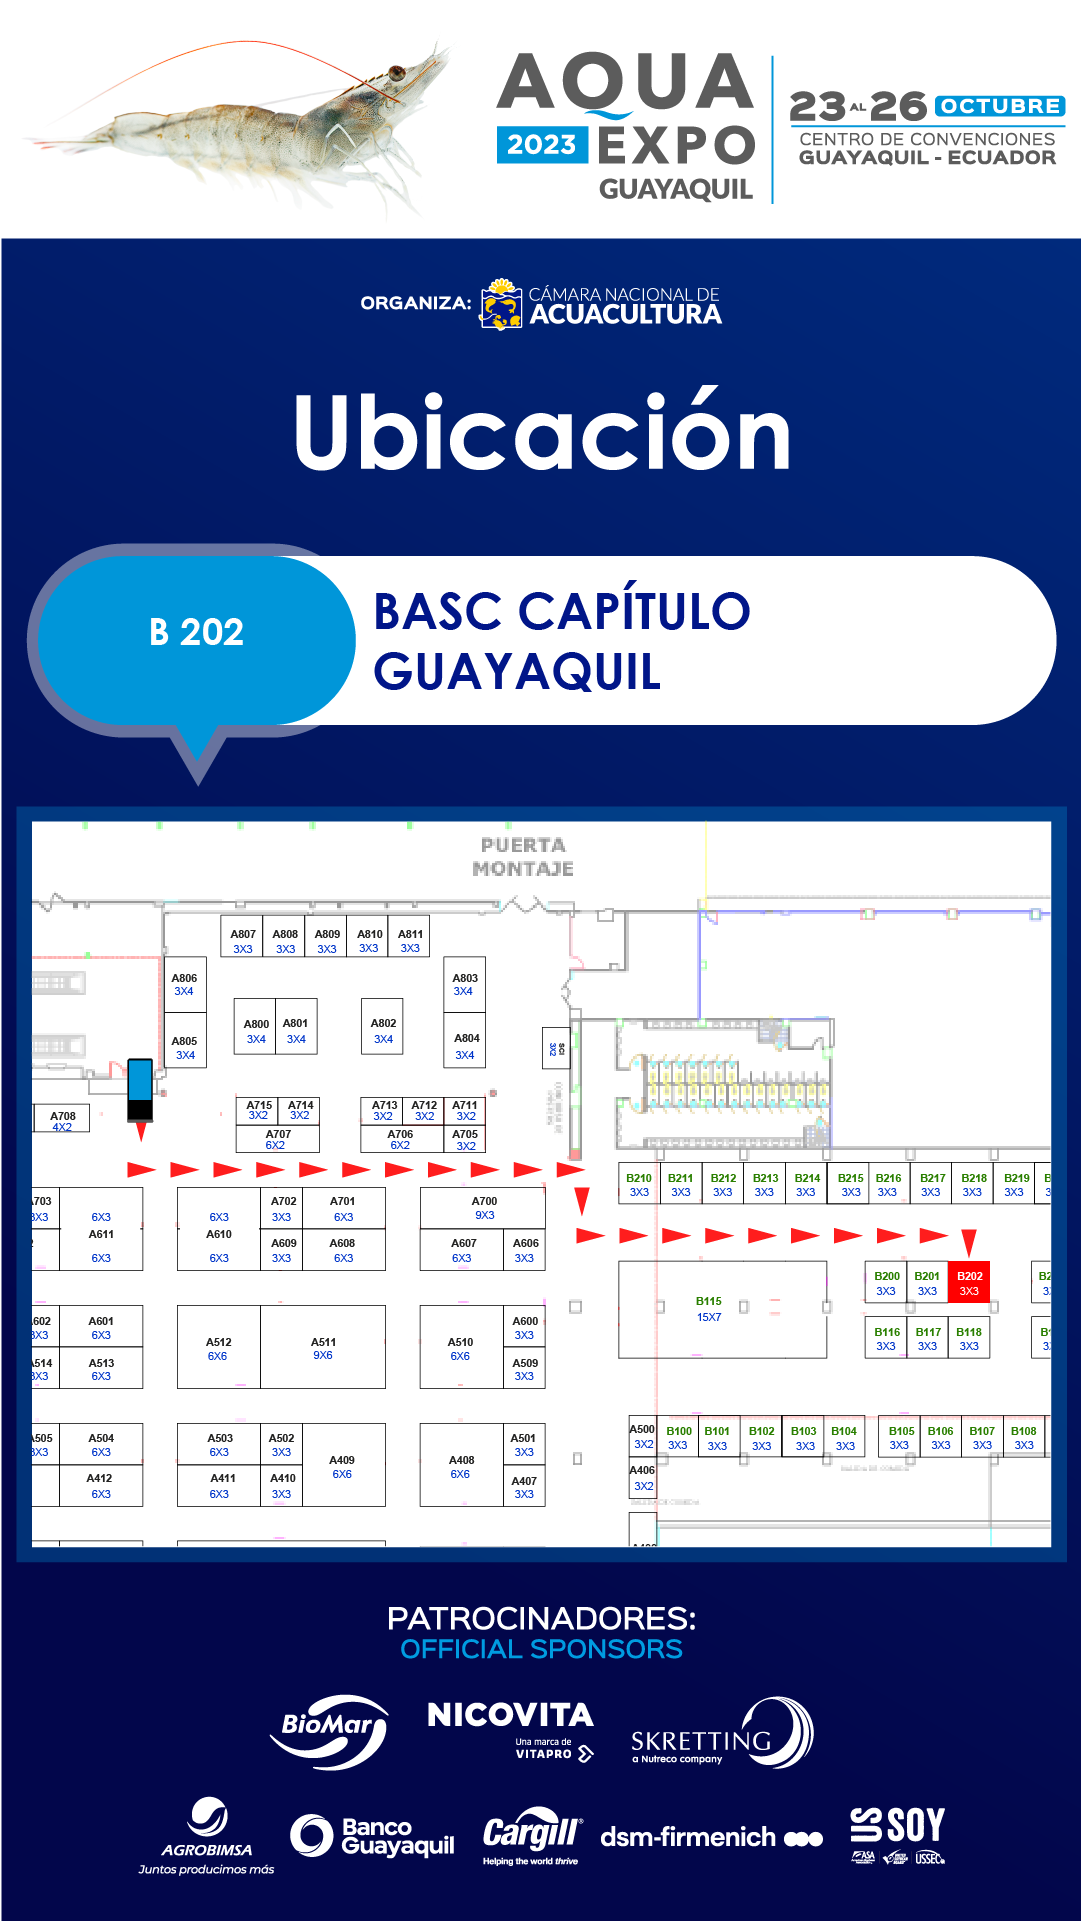 AQUA
2023 EXPO
GUAYAQUIL
23 AL 26 OCTUBRE
CENTRO DE CONVENCIONES
GUAYAQUIL - ECUADOR
ORGANIZA:
CÁMARA NACIONAL DE
ACUACULTURA
Ubicación
B 202
BASC CAPÍTULO
GUAYAQUIL
PUERTA
MONTAJE
A807 A808 A809 A810 A811
3X3 3X3 3X3 3X3 3X3
A806 A803
3X4 3X4
A800 A801 A802
3X4 3X4 3X4
A805 A804
3X4 3X4
SCI
3X2
A715 A714 A713 A712 A711
3X2 3X2 3X2 3X2 3X2
A708
4X2
A707 A706 A705
6X2 6X2 3X2
B210 B211 B212 B213 B214 B215 B216 B217 B218 B219
3X3 3X3 3X3 3X3 3X3 3X3 3X3 3X3 3X3 3X3
A702 A701 A700
6X3 6X3 3X3 6X3 9X3
A611 A610 A609 A608 A607 A606
6X3 6X3 3X3 6X3 6X3 3X3
B200 B201 B202
3X3 3X3 3X3
B115
15X7
A601 A600
6X3 3X3
A512 A511 A510
6X6 9X6 6X6
B116 B117 B118
3X3 3X3 3X3
A513 A509
6X3 3X3
A504 A503 A502 A501
6X3 6X3 3X3 3X3
A409 A408
6X6 6X6
A500 B100 B101 B102 B103 B104 B105 B106 B107 B108
3X2 3X3 3X3 3X3 3X3 3X3 3X3 3X3 3X3 3X3
A412 A411 A410 A407
6X3 6X3 3X3 3X3
A406
3X2
PATROCINADORES:
OFFICIAL SPONSORS
BioMar
NICOVITA
Una marca de
VITAPRO
SKRETTING
a Nutreco company
AGROBIMSA
Juntos producimos más
Banco
Guayaquil
Cargill®
Helping the world thrive
dsm-firmenich
US SOY
ASA
USSEC